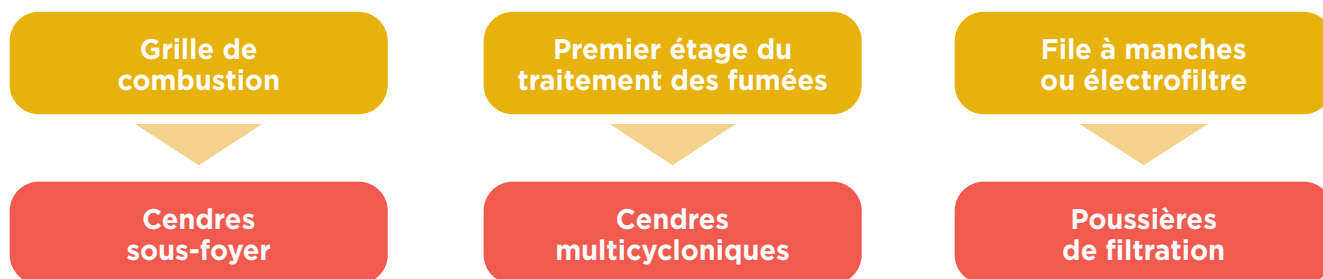 Grille de
combustion
Premier étage du
traitement des fumées
File à manches
ou électrofiltre
Cendres
sous-foyer
Cendres
multicycloniques
Poussières
de filtration